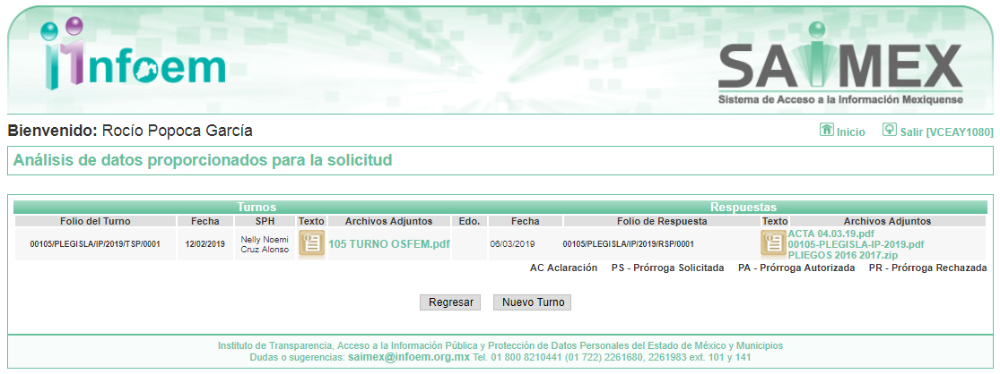 infoem
SAIMEX
Sistema de Acceso a la Información Mexiquense
Bienvenido: Rocío Popoca García
Inicio Salir [VCEAY1080]
Análisis de datos proporcionados para la solicitud
Turnos Respuestas
Folio del Turno Fecha SPH Texto Archivos Adjuntos Edo. Fecha Folio de Respuesta Texto Archivos Adjuntos
00105/PLEGISLA/IP/2019/TSP/0001 12/02/2019 Nelly Noemi Cruz Alonso 105 TURNO OSFEM.pdf 06/03/2019 00105/PLEGISLA/IP/2019/RSP/0001 ACTA 04.03.19.pdf
00105-PLEGISLA-IP-2019.pdf
PLIEGOS 2016 2017.zip
AC Aclaración PS - Prórroga Solicitada PA - Prórroga Autorizada PR - Prórroga Rechazada
Regresar Nuevo Turno
Instituto de Transparencia, Acceso a la Información Pública y Protección de Datos Personales del Estado de México y Municipios
Dudas o sugerencias: saimex@infoem.org.mx Tel. 01 800 8210441 (01 722) 2261680, 2261983 ext. 101 y 141